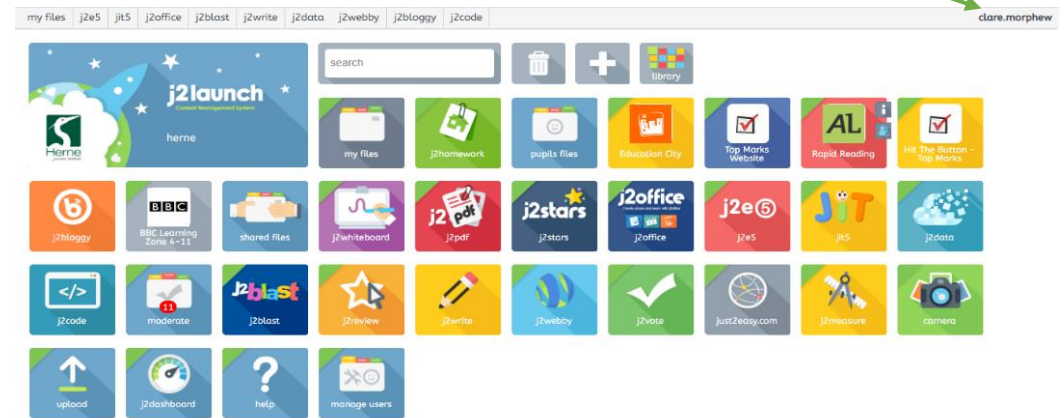 my files j2e5 jit5 j2office j2blast j2write j2data j2webby j2bloggy j2code clare.morphew
j2launch
Content Management System
herne
Herne
search
library
my files
j2homework
pupils files
Education City
Top Marks
Website
AL
Rapid Reading
Hit The Button -
Top Marks
j2bloggy
BBC
BBC Learning
Zone 4-11
shared files
j2whiteboard
j2 pdf
j2pdf
j2stars
j2stars
j2office
j2office
j2e5
j2e5
JiT
jit5
j2data
</>
j2code
11
moderate
j2blast
j2blast
j2review
j2write
j2webby
j2vote
just2easy.com
j2measure
camera
upload
j2dashboard
?
help
manage users